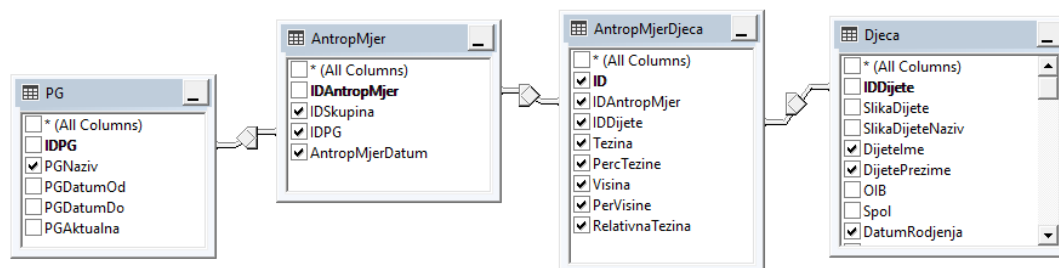 PG
* (All Columns)
IDPG
PGNaziv
PGDatumOd
PGDatumDo
PGAktualna
AntropMjer
* (All Columns)
IDAntropMjer
IDSkupina
IDPG
AntropMjerDatum
AntropMjerDjeca
* (All Columns)
ID
IDAntropMjer
IDDijete
Tezina
PercTezine
Visina
PerVisine
RelativnaTezina
Djeca
* (All Columns)
IDDijete
SlikaDijete
SlikaDijeteNaziv
DijeteIme
DijetePrezime
OIB
Spol
DatumRodjenja